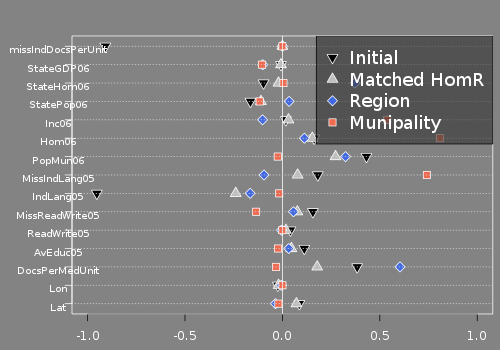 missIndDocsPerUnit
StateGDP06
StateHom06
StatePop06
Inc06
Hom06
PopMun06
MissIndLang05
IndLang05
MissReadWrite05
ReadWrite05
AvEduc05
DocsPerMedUnit
Lon
Lat
Initial
Matched HomR
Region
Munipality
-1.0 -0.5 0.0 0.5 1.0